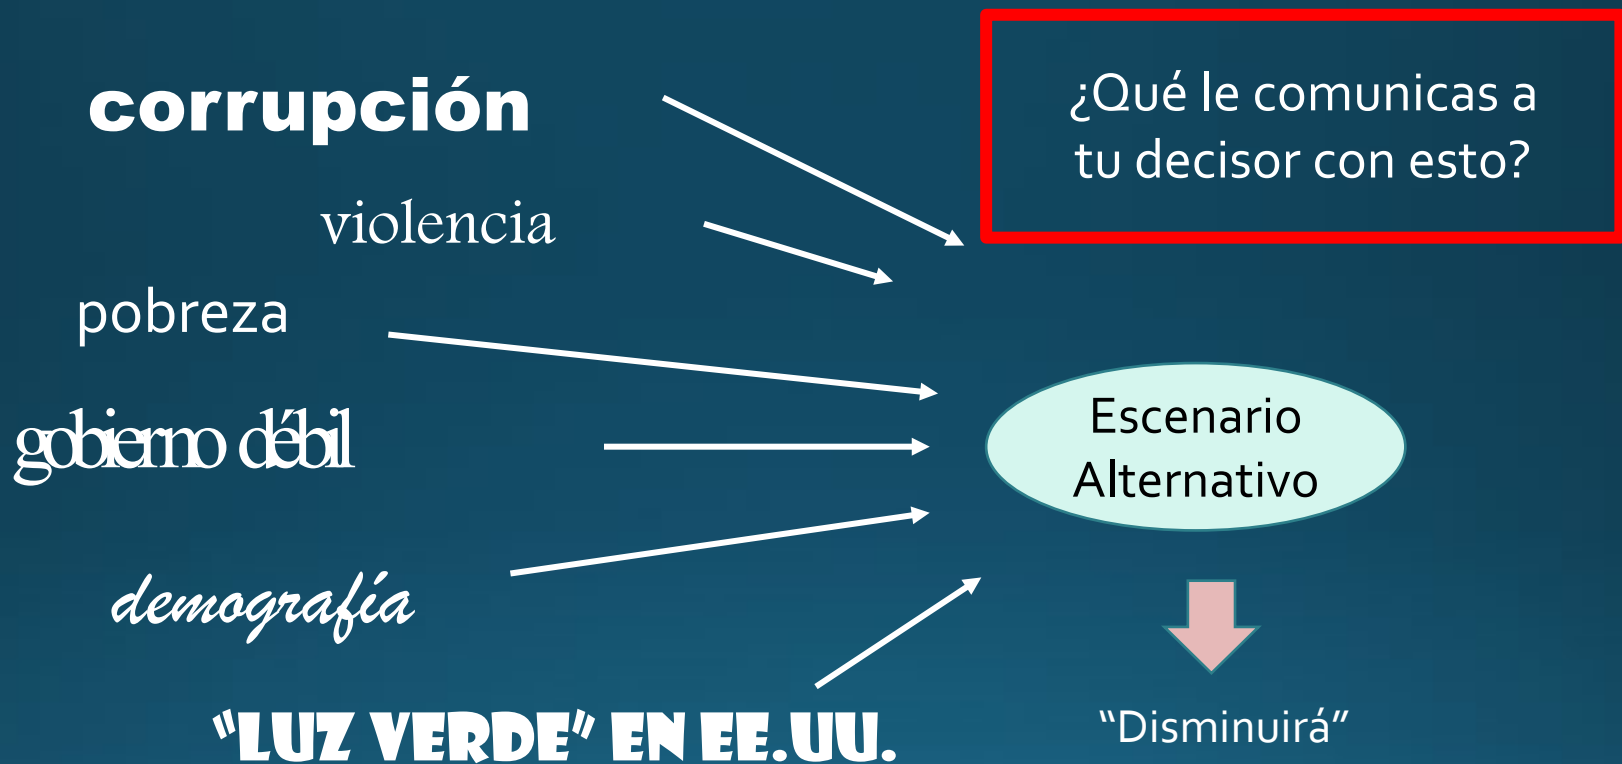 corrupción
¿Qué le comunicas a
tu decisor con esto?
violencia
pobreza
gobierno débil
Escenario
Alternativo
demografía
“LUZ VERDE” EN EE.UU.
“Disminuirá”